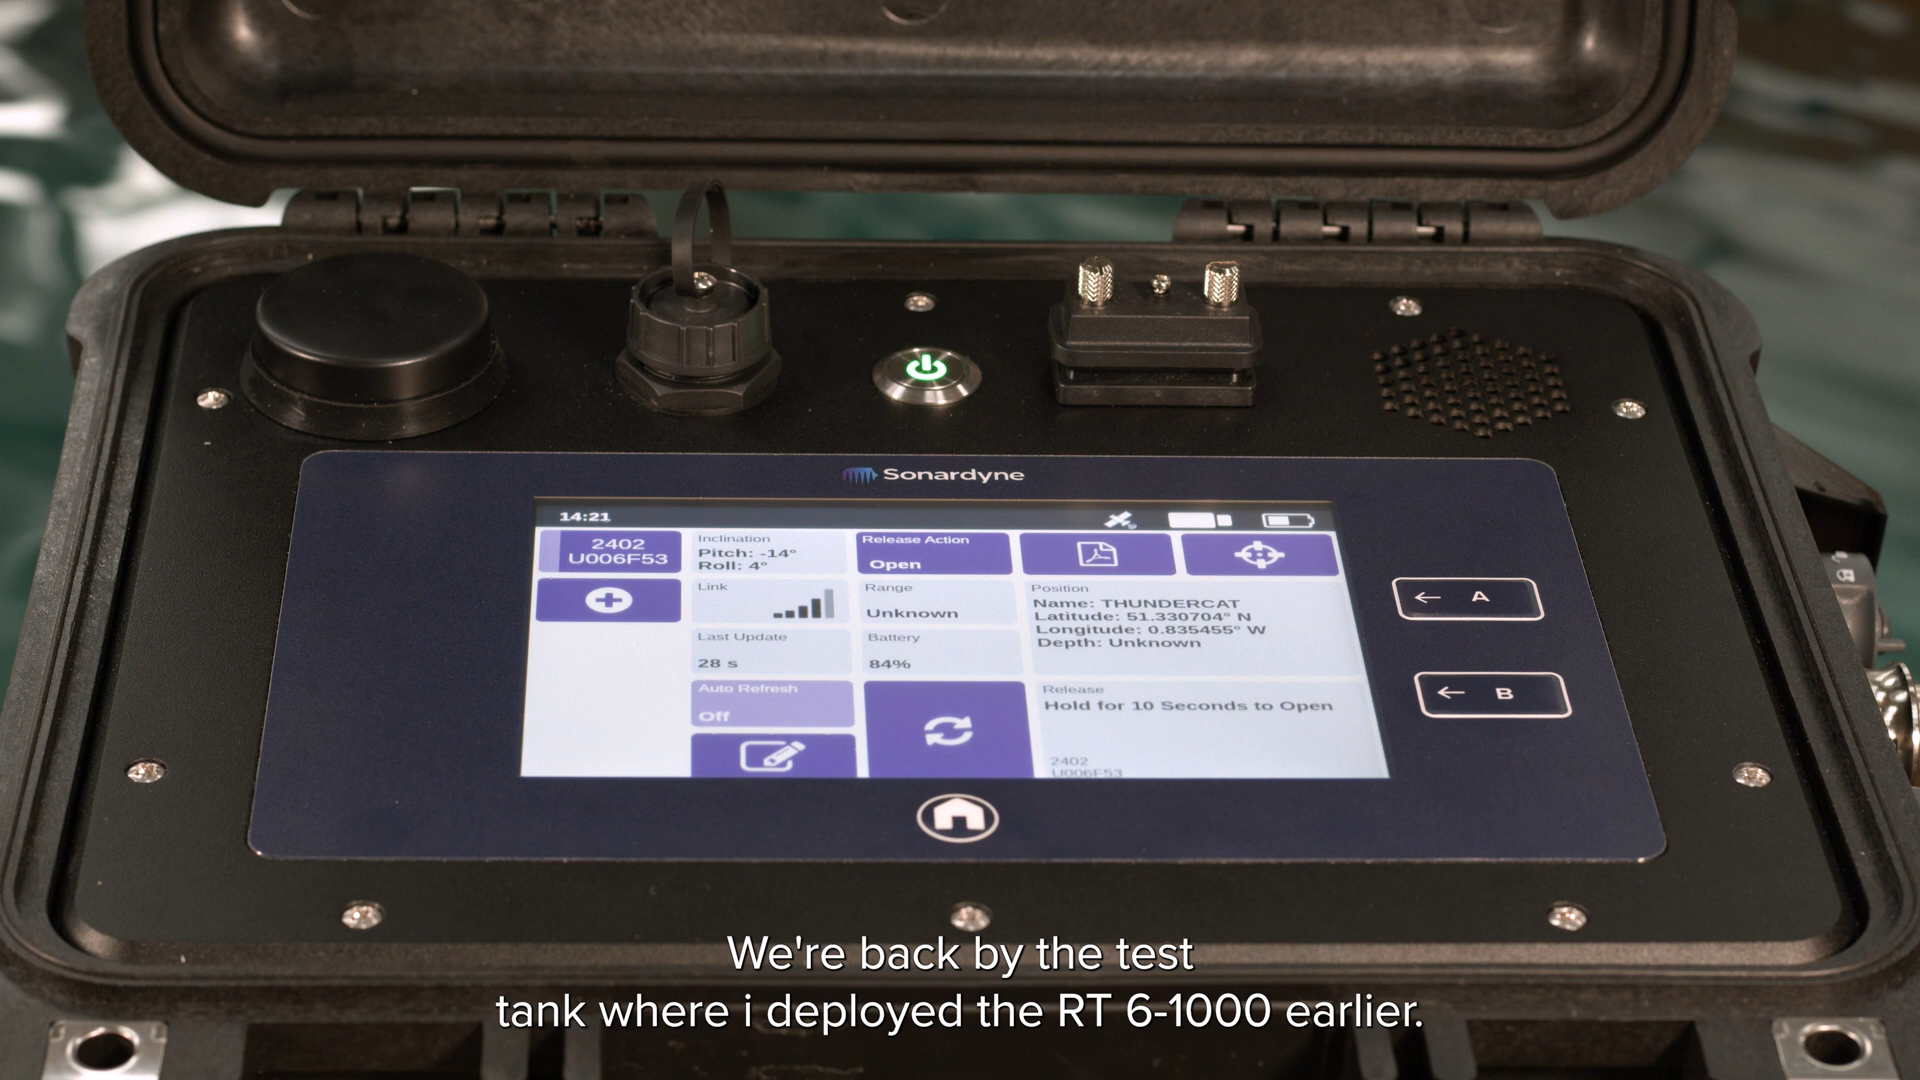 Sonardyne
14:21
2402
U006F53
Inclination
Pitch: -14°
Roll: 4°
Release Action
Open
Link
Range
Unknown
Position
Name: THUNDERCAT
Latitude: 51.330704° N
Longitude: 0.835455° W
Depth: Unknown
Last Update
28 s
Battery
84%
Auto Refresh
Off
Release
Hold for 10 Seconds to Open
2402
U006F53
← A
← B
We're back by the test
tank where i deployed the RT 6-1000 earlier.